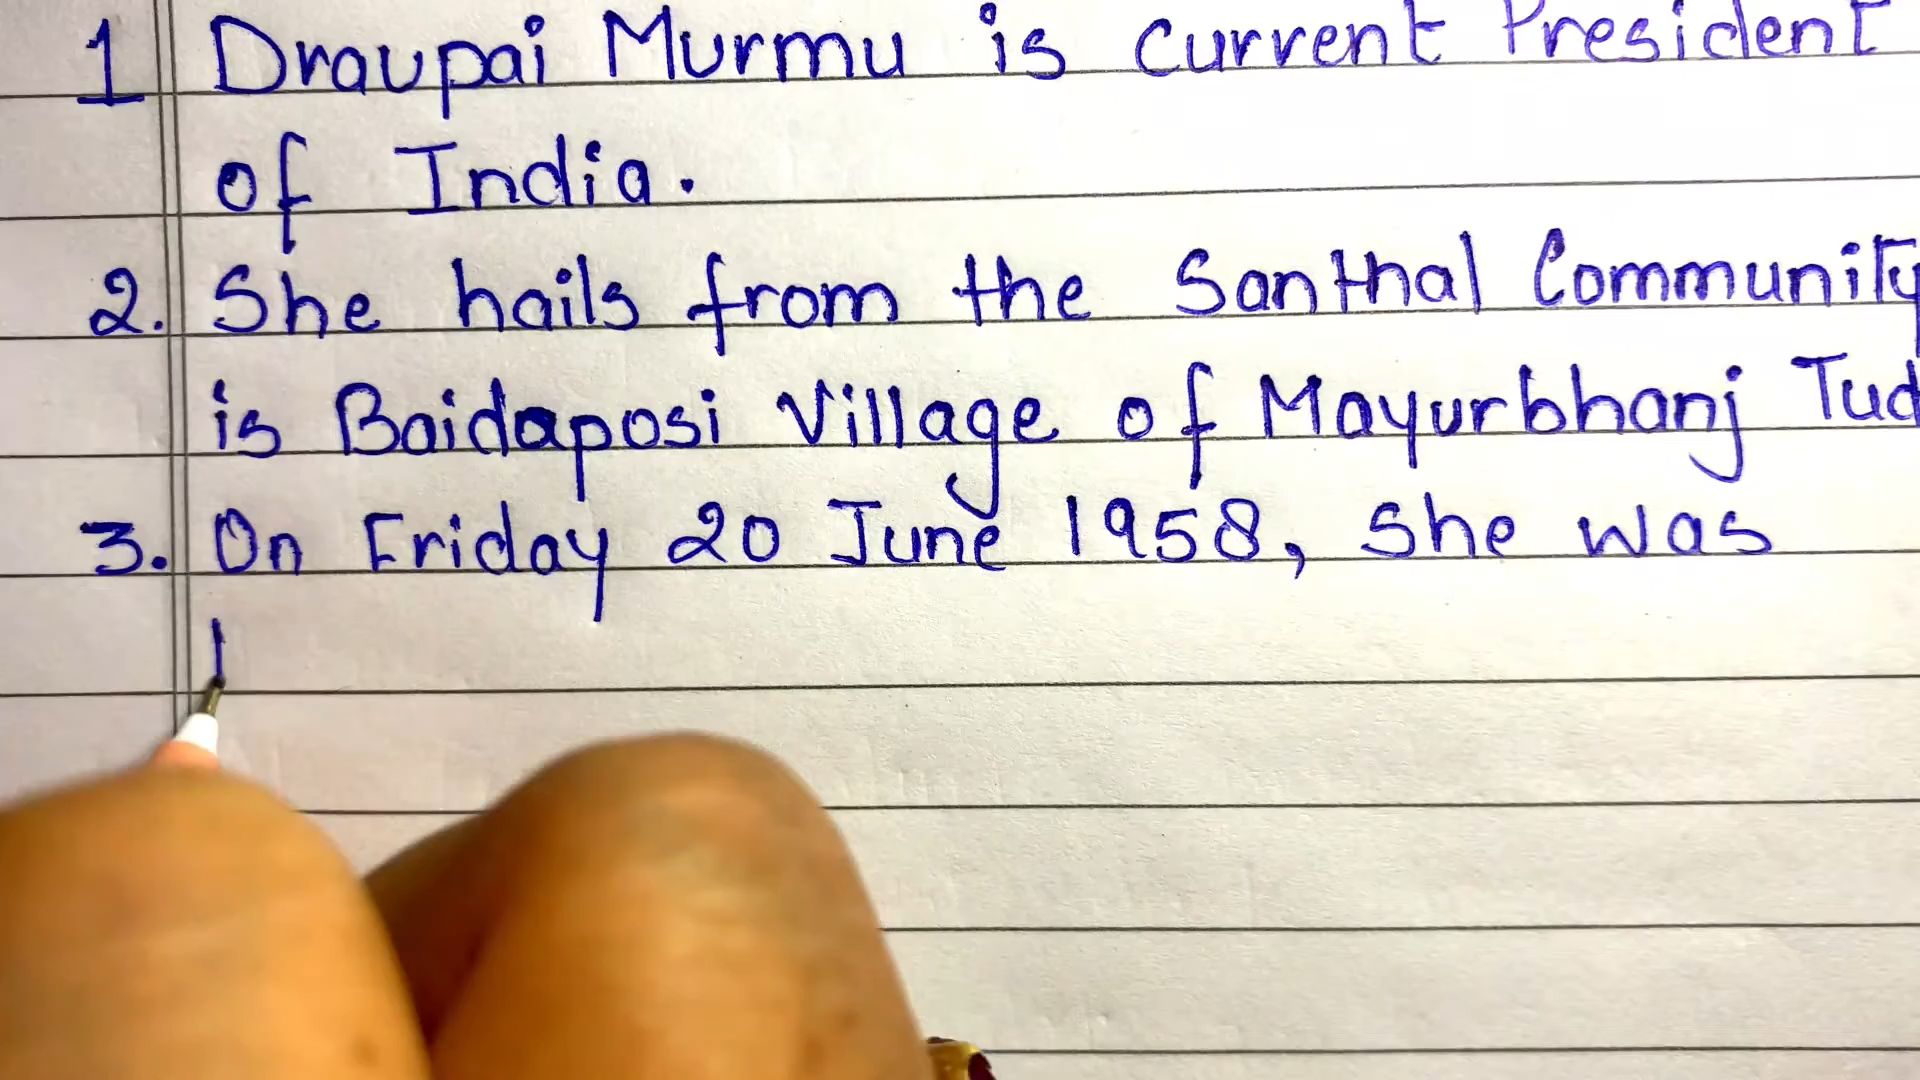 1 Draupai Murmu is current President
of India.
2. She hails from the Santhal Community
is Baidaposi Village of Mayurbhanj Tud
3. On Friday 20 June 1958, she was